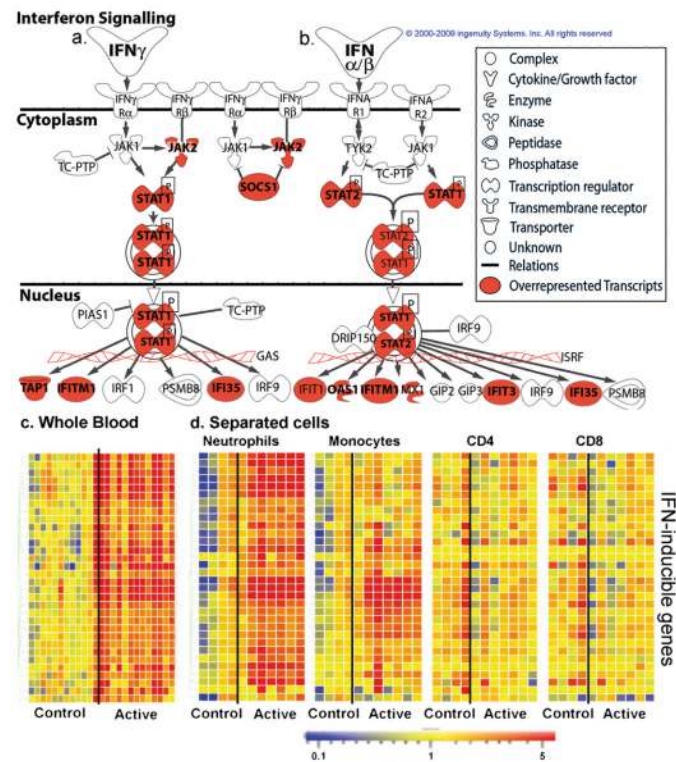 Interferon Signalling
a.
b.
© 2000-2009 Ingenuity Systems, Inc. All rights reserved
IFNγ
IFN
α/β
IFNγ
Rα
IFNγ
Rβ
IFNγ
Rα
IFNγ
Rβ
IFNA
R1
IFNA
R2
Cytoplasm
JAK1
JAK2
JAK1
JAK2
TYK2
JAK1
TC-PTP
TC-PTP
SOCS1
P
STAT1
P
STAT2
P
STAT1
P
STAT1
P
STAT1
P
STAT2
P
STAT1
Nucleus
P
PIAS1
STAT1
P
STAT1
TC-PTP
P
STAT1
P
STAT2
DRIP150
IRF9
GAS
ISRF
TAP1
IFITM1
IRF1
PSMB8
IFI35
IRF9
IFIT1
OAS1
IFITM1
MX1
GIP2
GIP3
IFIT3
IRF9
IFI35
PSMB8
Complex
Cytokine/Growth factor
Enzyme
Kinase
Peptidase
Phosphatase
Transcription regulator
Transmembrane receptor
Transporter
Unknown
Relations
Overrepresented Transcripts
c. Whole Blood
d. Separated cells
Neutrophils
Monocytes
CD4
CD8
IFN-inducible genes
Control
Active
Control
Active
Control
Active
Control
Active
Control
Active
0.1
1
5